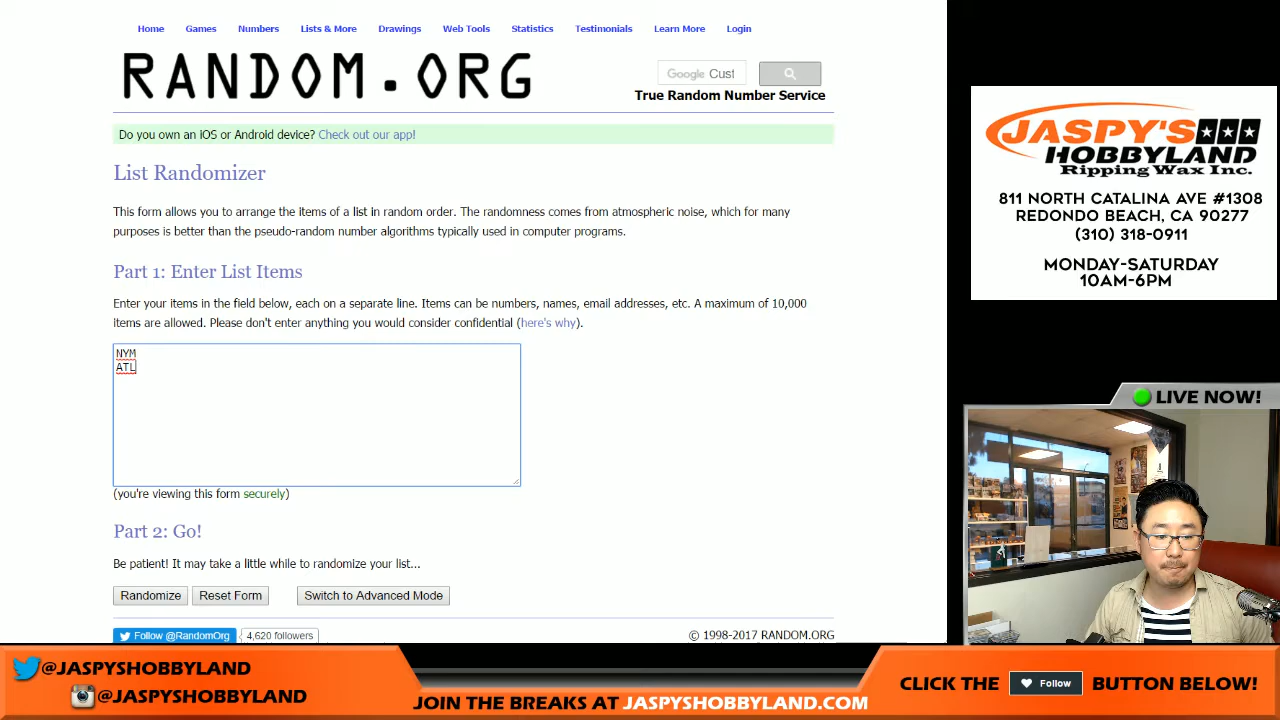 Home Games Numbers Lists & More Drawings Web Tools Statistics Testimonials Learn More Login
RANDOM.ORG
Google Cust
True Random Number Service
Do you own an iOS or Android device? Check out our app!
List Randomizer
This form allows you to arrange the items of a list in random order. The randomness comes from atmospheric noise, which for many
purposes is better than the pseudo-random number algorithms typically used in computer programs.
Part 1: Enter List Items
Enter your items in the field below, each on a separate line. Items can be numbers, names, email addresses, etc. A maximum of 10,000
items are allowed. Please don't enter anything you would consider confidential (here's why).
NYM
ATL
(you're viewing this form securely)
Part 2: Go!
Be patient! It may take a little while to randomize your list...
Randomize Reset Form Switch to Advanced Mode
Follow @RandomOrg 4,620 followers
© 1998-2017 RANDOM.ORG
JASPY'S
HOBBYLAND
Ripping Wax Inc.
811 NORTH CATALINA AVE #1308
REDONDO BEACH, CA 90277
(310) 318-0911
MONDAY-SATURDAY
10AM-6PM
LIVE NOW!
@JASPYSHOBBYLAND
@JASPYSHOBBYLAND
JOIN THE BREAKS AT JASPYSHOBBYLAND.COM
CLICK THE Follow BUTTON BELOW!